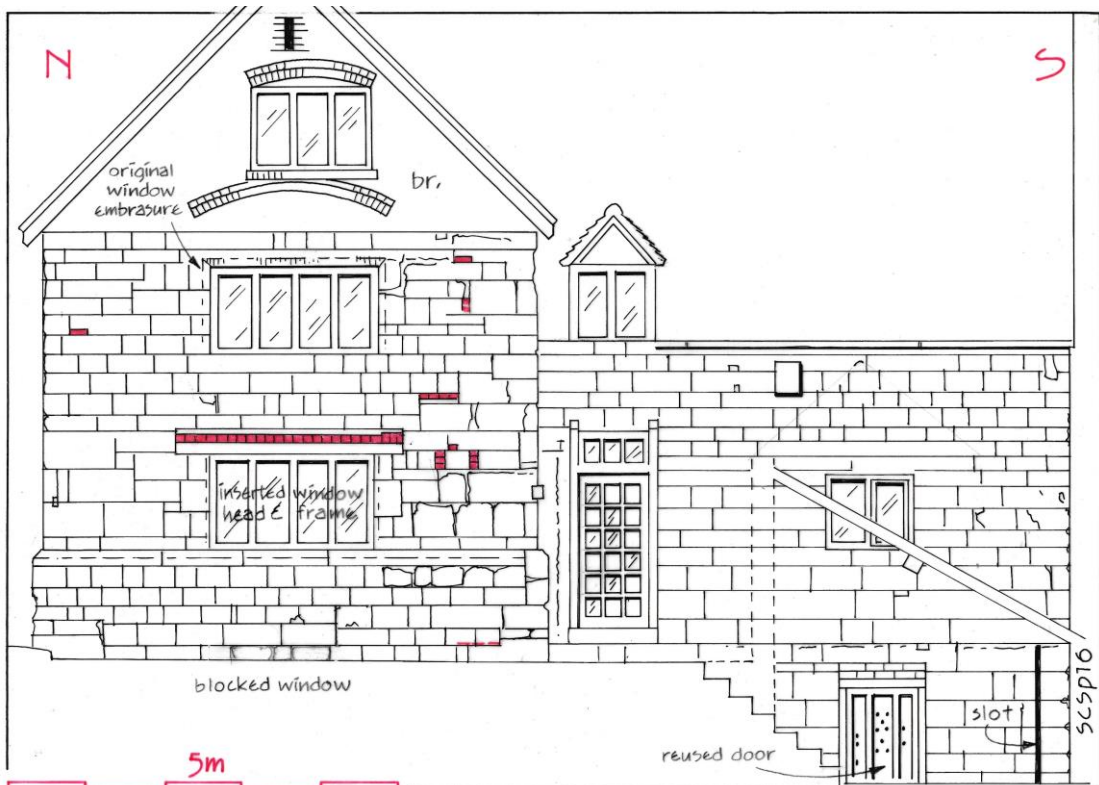 N
S
original
window
embrasure
br.
inserted window
head & frame
blocked window
reused door
slot
scsp16
5m